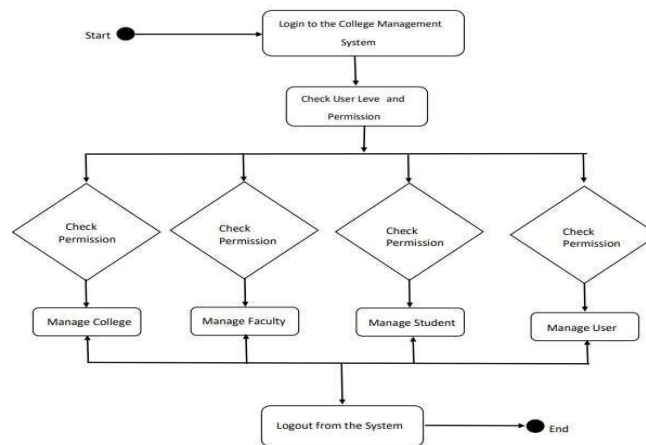 Start
Login to the College Management
System
Check User Leve and
Permission
Check
Permission
Check
Permission
Check
Permission
Check
Permission
Manage College
Manage Faculty
Manage Student
Manage User
Logout from the System
End